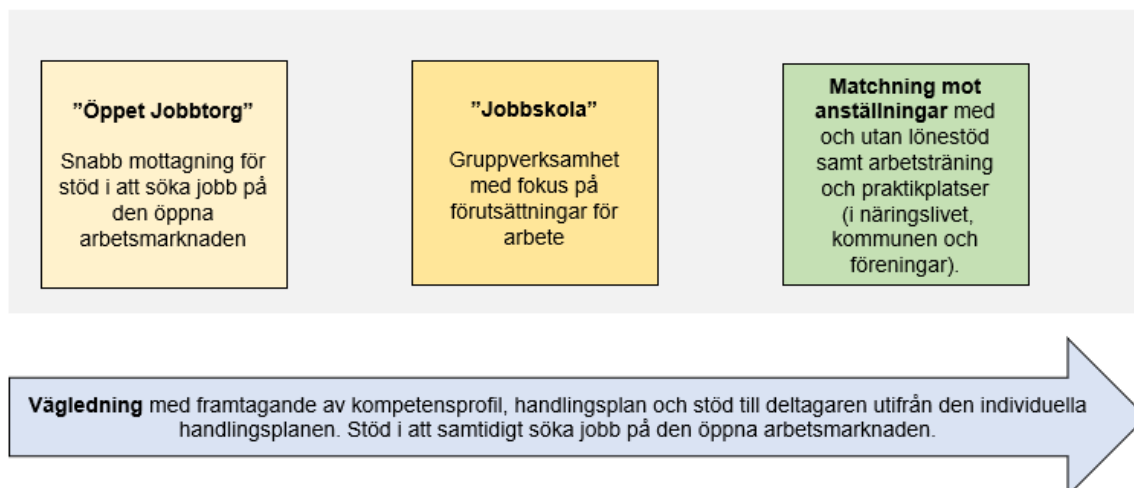 ”Öppet Jobbtorg”
Snabb mottagning för
stöd i att söka jobb på
den öppna
arbetsmarknaden
”Jobbskola”
Gruppverksamhet
med fokus på
förutsättningar för
arbete
Matchning mot
anställningar med
och utan lönestöd
samt arbetsträning
och praktikplatser
(i näringslivet,
kommunen och
föreningar).
Vägledning med framtagande av kompetensprofil, handlingsplan och stöd till deltagaren utifrån den individuella
handlingsplanen. Stöd i att samtidigt söka jobb på den öppna arbetsmarknaden.